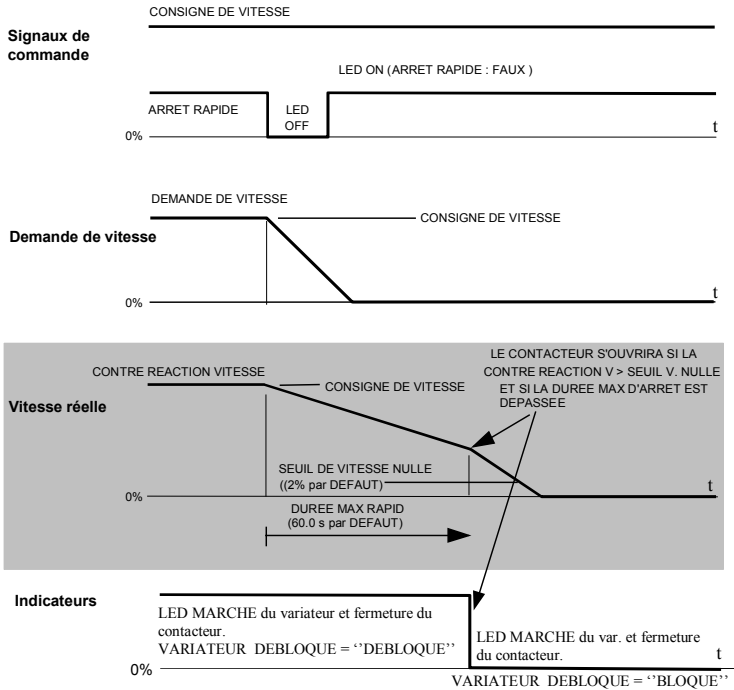 CONSIGNE DE VITESSE
Signaux de
commande
LED ON (ARRET RAPIDE : FAUX )
ARRET RAPIDE
LED
OFF
0%
t
DEMANDE DE VITESSE
CONSIGNE DE VITESSE
Demande de vitesse
0%
t
LE CONTACTEUR S'OUVRIRA SI LA
CONTRE REACTION V > SEUIL V. NULLE
ET SI LA DUREE MAX D'ARRET EST
DEPASSEE
CONTRE REACTION VITESSE
CONSIGNE DE VITESSE
Vitesse réelle
SEUIL DE VITESSE NULLE
((2% par DEFAUT)
0%
t
DUREE MAX RAPID
(60.0 s par DEFAUT)
Indicateurs
LED MARCHE du variateur et fermeture du
contacteur.
VARIATEUR DEBLOQUE = ‘’DEBLOQUE’’
LED MARCHE du var. et fermeture
du contacteur.
t
0%
VARIATEUR DEBLOQUE = ‘’BLOQUE’’